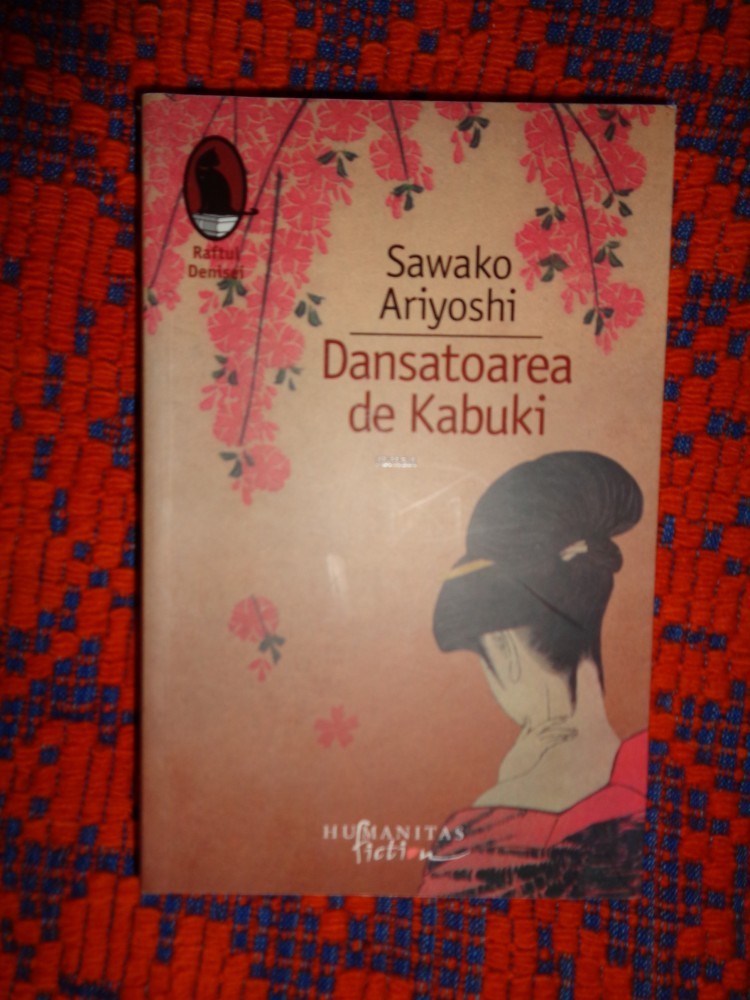 Raftul
Denisei
Sawako
Ariyoshi
Dansatoarea
de Kabuki
HUMANITAS
fiction